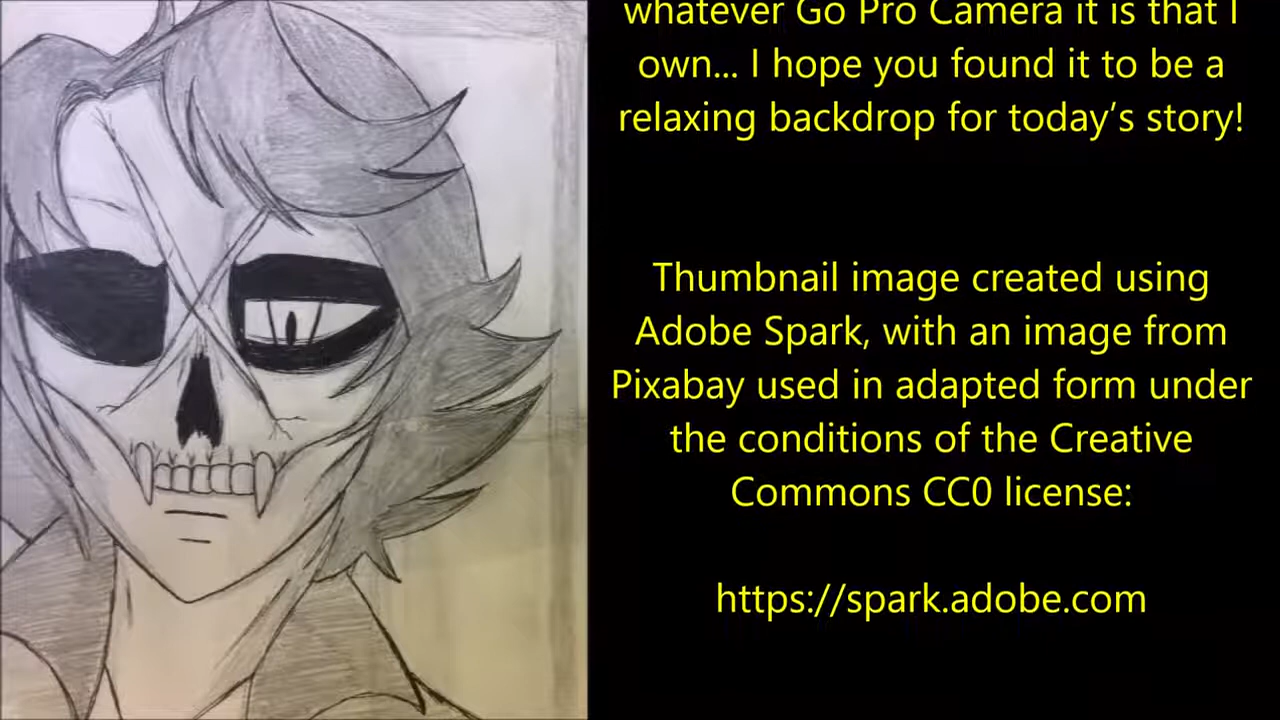 whatever Go Pro Camera it is that I
own... I hope you found it to be a
relaxing backdrop for today’s story!
Thumbnail image created using
Adobe Spark, with an image from
Pixabay used in adapted form under
the conditions of the Creative
Commons CC0 license:
https://spark.adobe.com